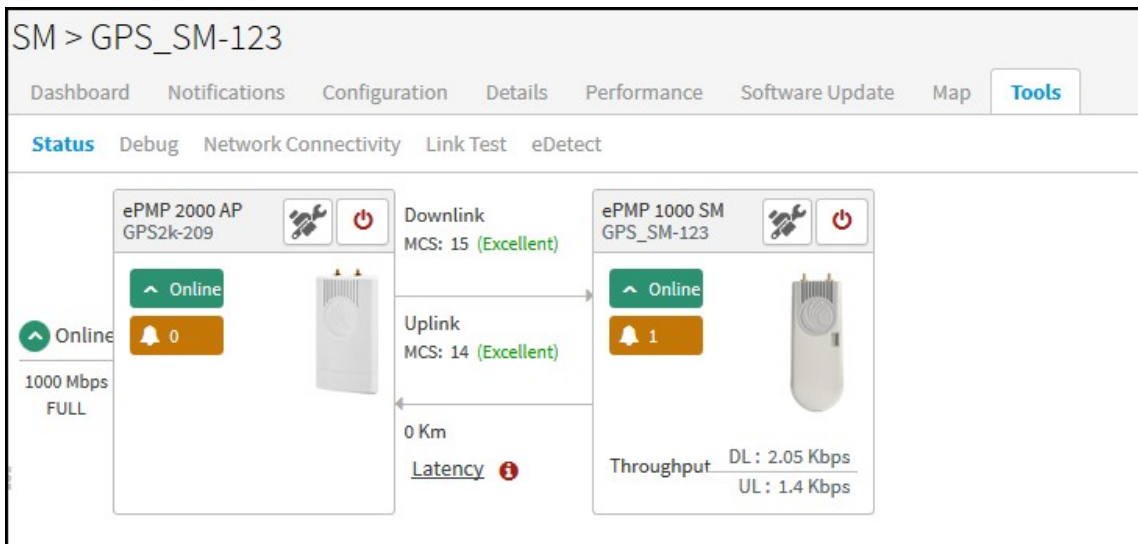 SM > GPS_SM-123
Dashboard Notifications Configuration Details Performance Software Update Map Tools
Status Debug Network Connectivity Link Test eDetect
Online
1000 Mbps
FULL
ePMP 2000 AP
GPS2k-209
Online
0
Downlink
MCS: 15 (Excellent)
Uplink
MCS: 14 (Excellent)
0 Km
Latency
ePMP 1000 SM
GPS_SM-123
Online
1
Throughput
DL : 2.05 Kbps
UL : 1.4 Kbps